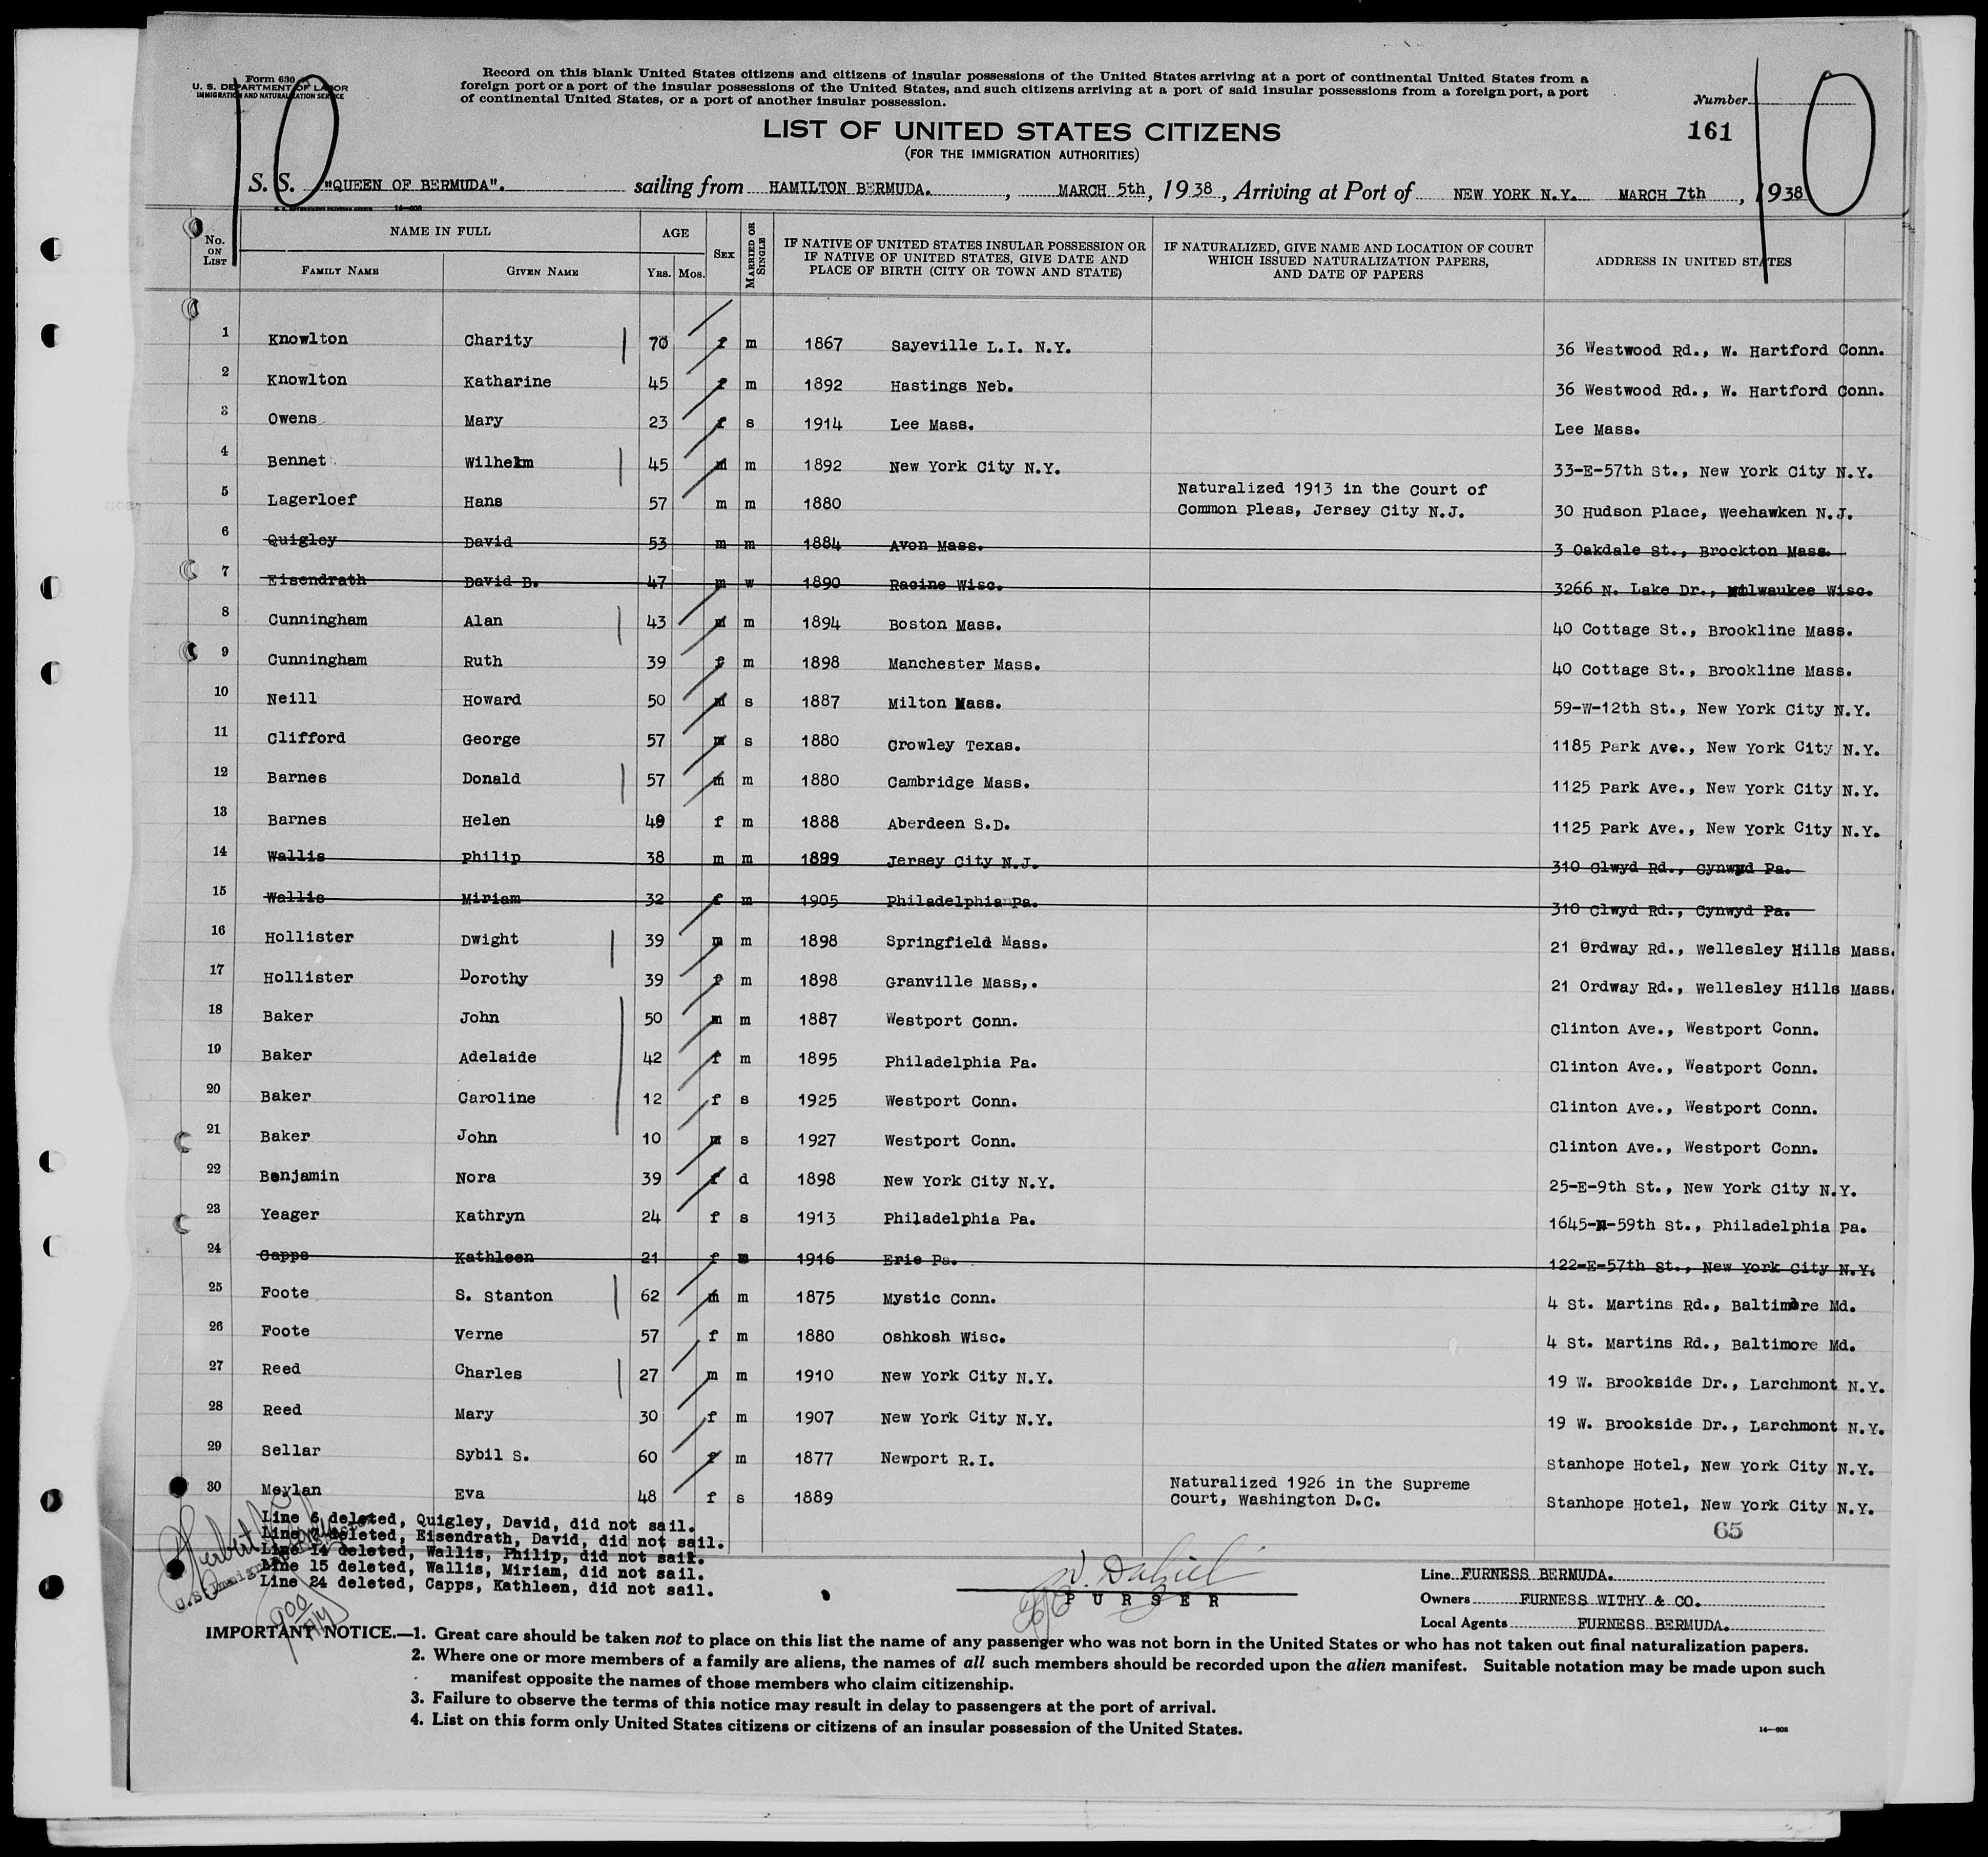 Form 630
U. S. DEPARTMENT OF LABOR
IMMIGRATION AND NATURALIZATION SERVICE
Record on this blank United States citizens and citizens of insular possessions of the United States arriving at a port of continental United States from a
foreign port or a port of the insular possessions of the United States, and such citizens arriving at a port of said insular possessions from a foreign port, a port
of continental United States, or a port of another insular possession.
Number
161
LIST OF UNITED STATES CITIZENS
(FOR THE IMMIGRATION AUTHORITIES)
S. S. "QUEEN OF BERMUDA". sailing from HAMILTON BERMUDA. , MARCH 5th, 1938, Arriving at Port of NEW YORK N.Y. MARCH 7th, 1938
U. S. GOVERNMENT PRINTING OFFICE 14—608
No. ON LIST NAME IN FULL AGE SEX MARRIED OR SINGLE IF NATIVE OF UNITED STATES INSULAR POSSESSION OR IF NATIVE OF UNITED STATES, GIVE DATE AND PLACE OF BIRTH (CITY OR TOWN AND STATE) IF NATURALIZED, GIVE NAME AND LOCATION OF COURT WHICH ISSUED NATURALIZATION PAPERS, AND DATE OF PAPERS ADDRESS IN UNITED STATES
FAMILY NAME GIVEN NAME YRS. MOS.
1 Knowlton Charity 70 f m 1867 Sayeville L.I. N.Y. 36 Westwood Rd., W. Hartford Conn.
2 Knowlton Katharine 45 f m 1892 Hastings Neb. 36 Westwood Rd., W. Hartford Conn.
3 Owens Mary 23 f s 1914 Lee Mass. Lee Mass.
4 Bennet Wilhelm 45 m m 1892 New York City N.Y. 33-E-57th St., New York City N.Y.
5 Lagerloef Hans 57 m m 1880 Naturalized 1913 in the Court of Common Pleas, Jersey City N.J. 30 Hudson Place, Weehawken N.J.
6 Quigley David 53 m m 1884 Avon Mass. 3 Oakdale St., Brockton Mass.
7 Eisendrath David B. 47 m w 1890 Racine Wisc. 3266 N. Lake Dr., Milwaukee Wisc.
8 Cunningham Alan 43 m m 1894 Boston Mass. 40 Cottage St., Brookline Mass.
9 Cunningham Ruth 39 f m 1898 Manchester Mass. 40 Cottage St., Brookline Mass.
10 Neill Howard 50 m s 1887 Milton Mass. 59-W-12th St., New York City N.Y.
11 Clifford George 57 m s 1880 Crowley Texas. 1185 Park Ave., New York City N.Y.
12 Barnes Donald 57 m m 1880 Cambridge Mass. 1125 Park Ave., New York City N.Y.
13 Barnes Helen 49 f m 1888 Aberdeen S.D. 1125 Park Ave., New York City N.Y.
14 Wallis Philip 38 m m 1899 Jersey City N.J. 310 Clwyd Rd., Cynwyd Pa.
15 Wallis Miriam 32 f m 1905 Philadelphia Pa. 310 Clwyd Rd., Cynwyd Pa.
16 Hollister Dwight 39 m m 1898 Springfield Mass. 21 Ordway Rd., Wellesley Hills Mass.
17 Hollister Dorothy 39 f m 1898 Granville Mass,. 21 Ordway Rd., Wellesley Hills Mass.
18 Baker John 50 m m 1887 Westport Conn. Clinton Ave., Westport Conn.
19 Baker Adelaide 42 f m 1895 Philadelphia Pa. Clinton Ave., Westport Conn.
20 Baker Caroline 12 f s 1925 Westport Conn. Clinton Ave., Westport Conn.
21 Baker John 10 m s 1927 Westport Conn. Clinton Ave., Westport Conn.
22 Benjamin Nora 39 f d 1898 New York City N.Y. 25-E-9th St., New York City N.Y.
23 Yeager Kathryn 24 f s 1913 Philadelphia Pa. 1645-N-59th St., Philadelphia Pa.
24 Capps Kathleen 21 f m 1916 Erie Pa. 122-E-57th St., New York City N.Y.
25 Foote S. Stanton 62 m m 1875 Mystic Conn. 4 St. Martins Rd., Baltimore Md.
26 Foote Verne 57 f m 1880 Oshkosh Wisc. 4 St. Martins Rd., Baltimore Md.
27 Reed Charles 27 m m 1910 New York City N.Y. 19 W. Brookside Dr., Larchmont N.Y.
28 Reed Mary 30 f m 1907 New York City N.Y. 19 W. Brookside Dr., Larchmont N.Y.
29 Sellar Sybil S. 60 f m 1877 Newport R.I. Stanhope Hotel, New York City N.Y.
30 Meylan Eva 48 f s 1889 Naturalized 1926 in the Supreme Court, Washington D.C. Stanhope Hotel, New York City N.Y.
65
Line 6 deleted, Quigley, David, did not sail.
Line 7 deleted, Eisendrath, David, did not sail.
Line 14 deleted, Wallis, Philip, did not sail.
Line 15 deleted, Wallis, Miriam, did not sail.
Line 24 deleted, Capps, Kathleen, did not sail.
PURSER
Line FURNESS BERMUDA.
Owners FURNESS WITHY & CO.
Local Agents FURNESS BERMUDA.
IMPORTANT NOTICE.—1. Great care should be taken not to place on this list the name of any passenger who was not born in the United States or who has not taken out final naturalization papers.
2. Where one or more members of a family are aliens, the names of all such members should be recorded upon the alien manifest. Suitable notation may be made upon such
manifest opposite the names of those members who claim citizenship.
3. Failure to observe the terms of this notice may result in delay to passengers at the port of arrival.
4. List on this form only United States citizens or citizens of an insular possession of the United States.
14—608